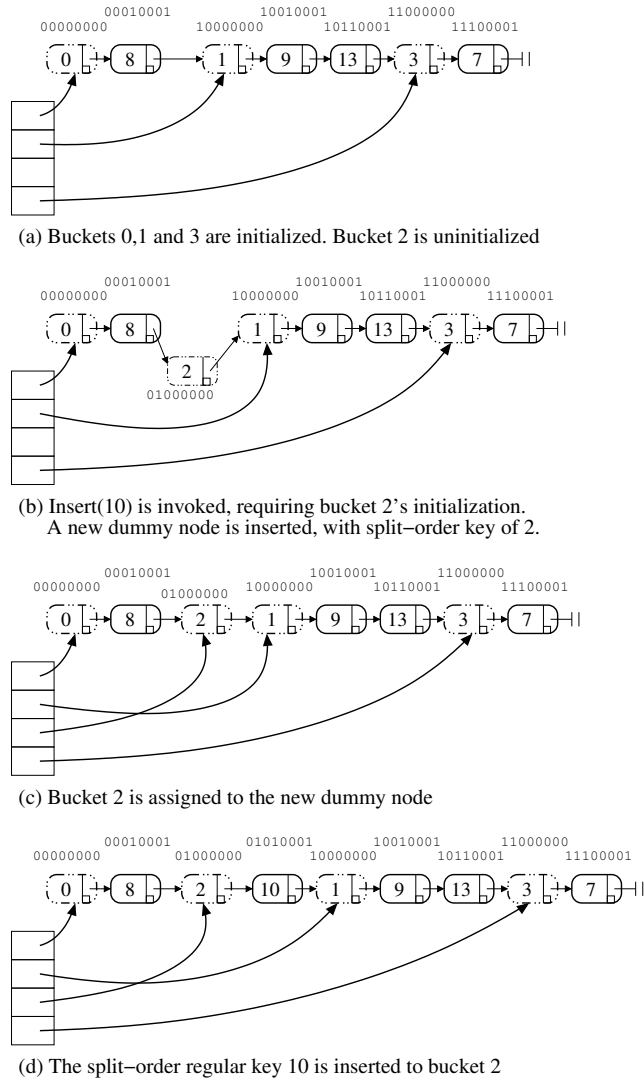 00010001 10010001 11000000
00000000 10000000 10110001 11100001
0 8 1 9 13 3 7
(a) Buckets 0,1 and 3 are initialized. Bucket 2 is uninitialized
00010001 10010001 11000000
00000000 10000000 10110001 11100001
0 8 1 9 13 3 7
2
01000000
(b) Insert(10) is invoked, requiring bucket 2's initialization.
A new dummy node is inserted, with split−order key of 2.
00010001 10010001 11000000
00000000 01000000 10000000 10110001 11100001
0 8 2 1 9 13 3 7
(c) Bucket 2 is assigned to the new dummy node
00010001 01010001 10010001 11000000
00000000 01000000 10000000 10110001 11100001
0 8 2 10 1 9 13 3 7
(d) The split−order regular key 10 is inserted to bucket 2